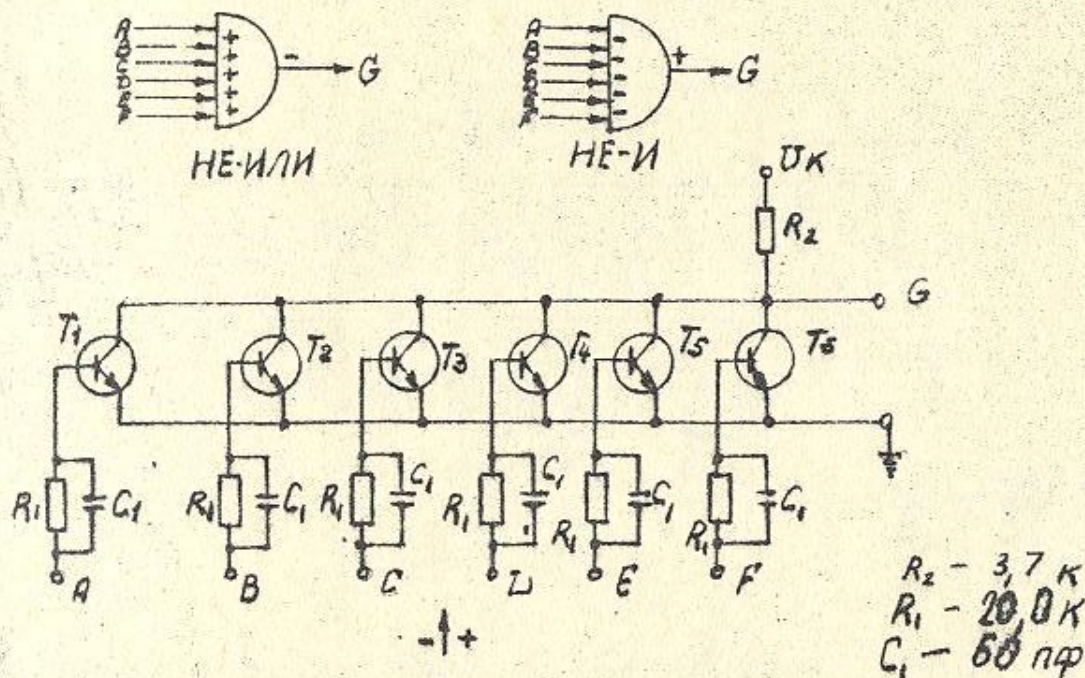 A
B
C
D
E
F
+
+
+
+
+
-
G
НЕ-ИЛИ
A
B
C
D
E
F
-
-
-
-
-
+
G
НЕ-И
Uк
R2
G
T1
T2
T3
T4
T5
T6
R1 C1
R1 C1
R1 C1
R1 C1
R1 C1
R1 C1
A B C D E F
- +
R2 - 3,7 к
R1 - 20,0 к
C1 - 60 пф